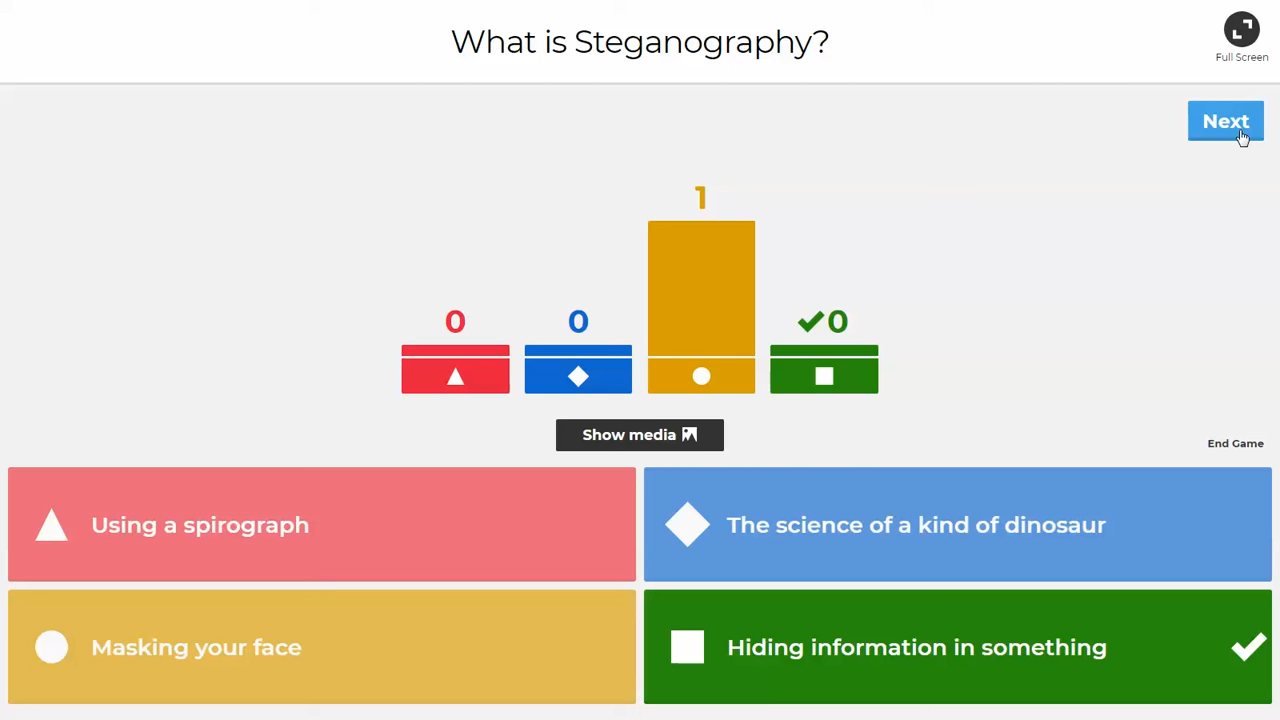 What is Steganography?
Full Screen
Next
1
0
0
0
Show media
End Game
Using a spirograph
The science of a kind of dinosaur
Masking your face
Hiding information in something